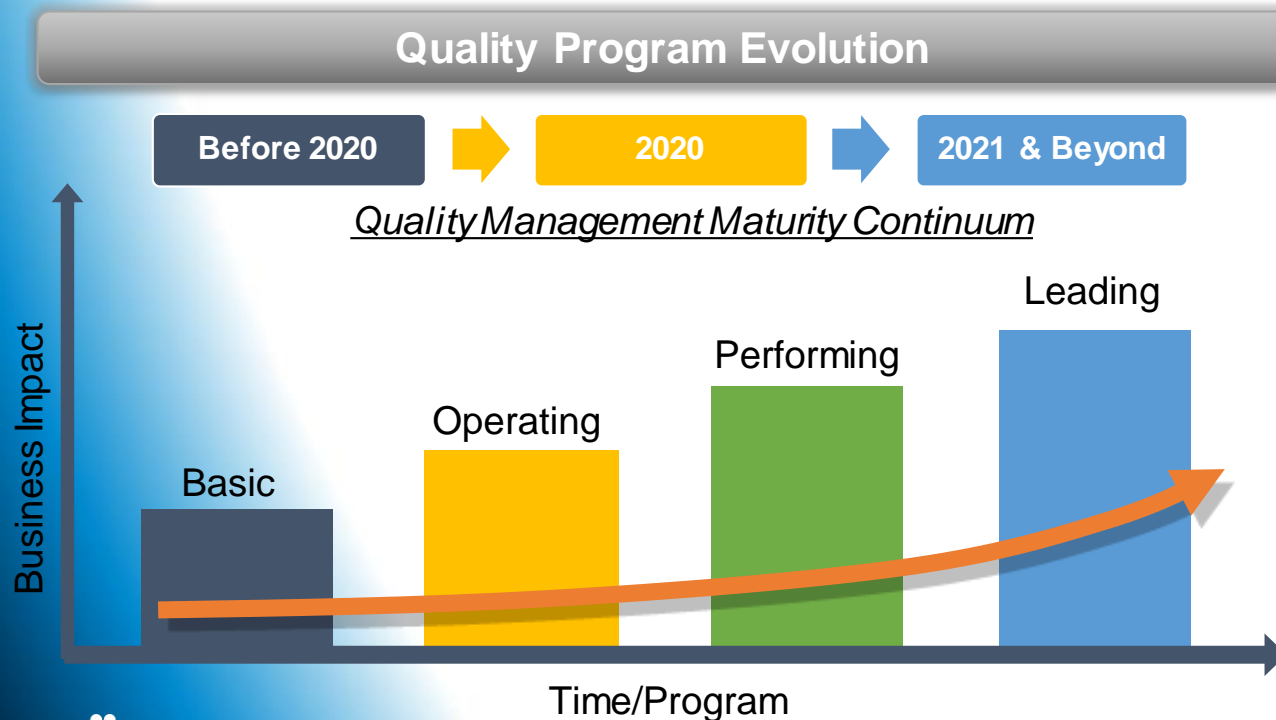 Quality Program Evolution
Before 2020
2020
2021 & Beyond
Quality Management Maturity Continuum
Leading
Performing
Operating
Basic
Business Impact
Time/Program